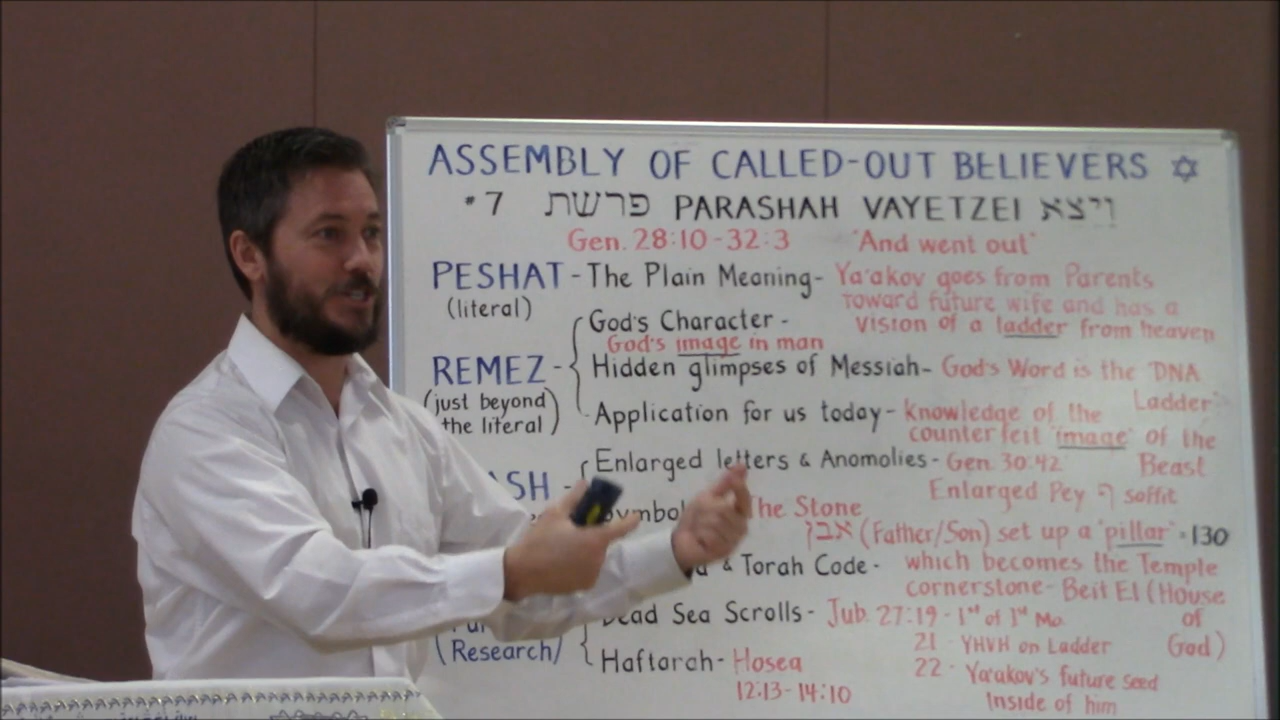 ASSEMBLY OF CALLED-OUT BELIEVERS ✡
#7 פרשת PARASHAH VAYETZEI ויצא
Gen. 28:10-32:3 "And went out"
PESHAT - The Plain Meaning - Ya'akov goes from Parents
(literal) toward future wife and has a
God's Character - vision of a ladder from heaven
God's image in man
REMEZ - Hidden glimpses of Messiah - God's Word is the "DNA
(just beyond the literal) Ladder"
Application for us today - knowledge of the
counterfeit 'image' of the
Beast
ASH - Enlarged letters & Anomolies - Gen. 30:42
Enlarged Pey ף soffit
Symbol The Stone
אבן (Father/Son) set up a 'pillar' • 130
& Torah Code - which becomes the Temple
cornerstone - Beit El (House
of
God)
Dead Sea Scrolls - Jub. 27:19 - 1st of 1st Mo.
(Research) 21 - YHVH on Ladder
Haftorah - Hosea 22 - Ya'akov's future seed
12:13-14:10 Inside of him